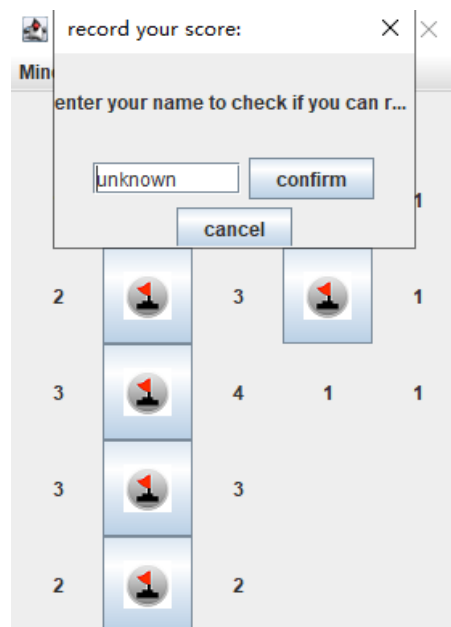 record your score:
Min
enter your name to check if you can r...
unknown confirm
1
cancel
2 3 1
3 4 1 1
3 3
2 2